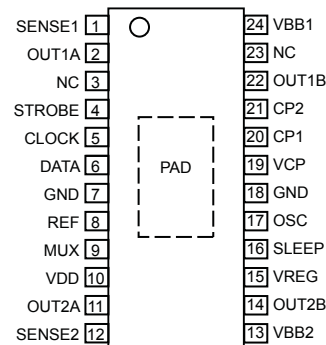 SENSE1 1
OUT1A 2
NC 3
STROBE 4
CLOCK 5
DATA 6
GND 7
REF 8
MUX 9
VDD 10
OUT2A 11
SENSE2 12
PAD
24 VBB1
23 NC
22 OUT1B
21 CP2
20 CP1
19 VCP
18 GND
17 OSC
16 SLEEP
15 VREG
14 OUT2B
13 VBB2